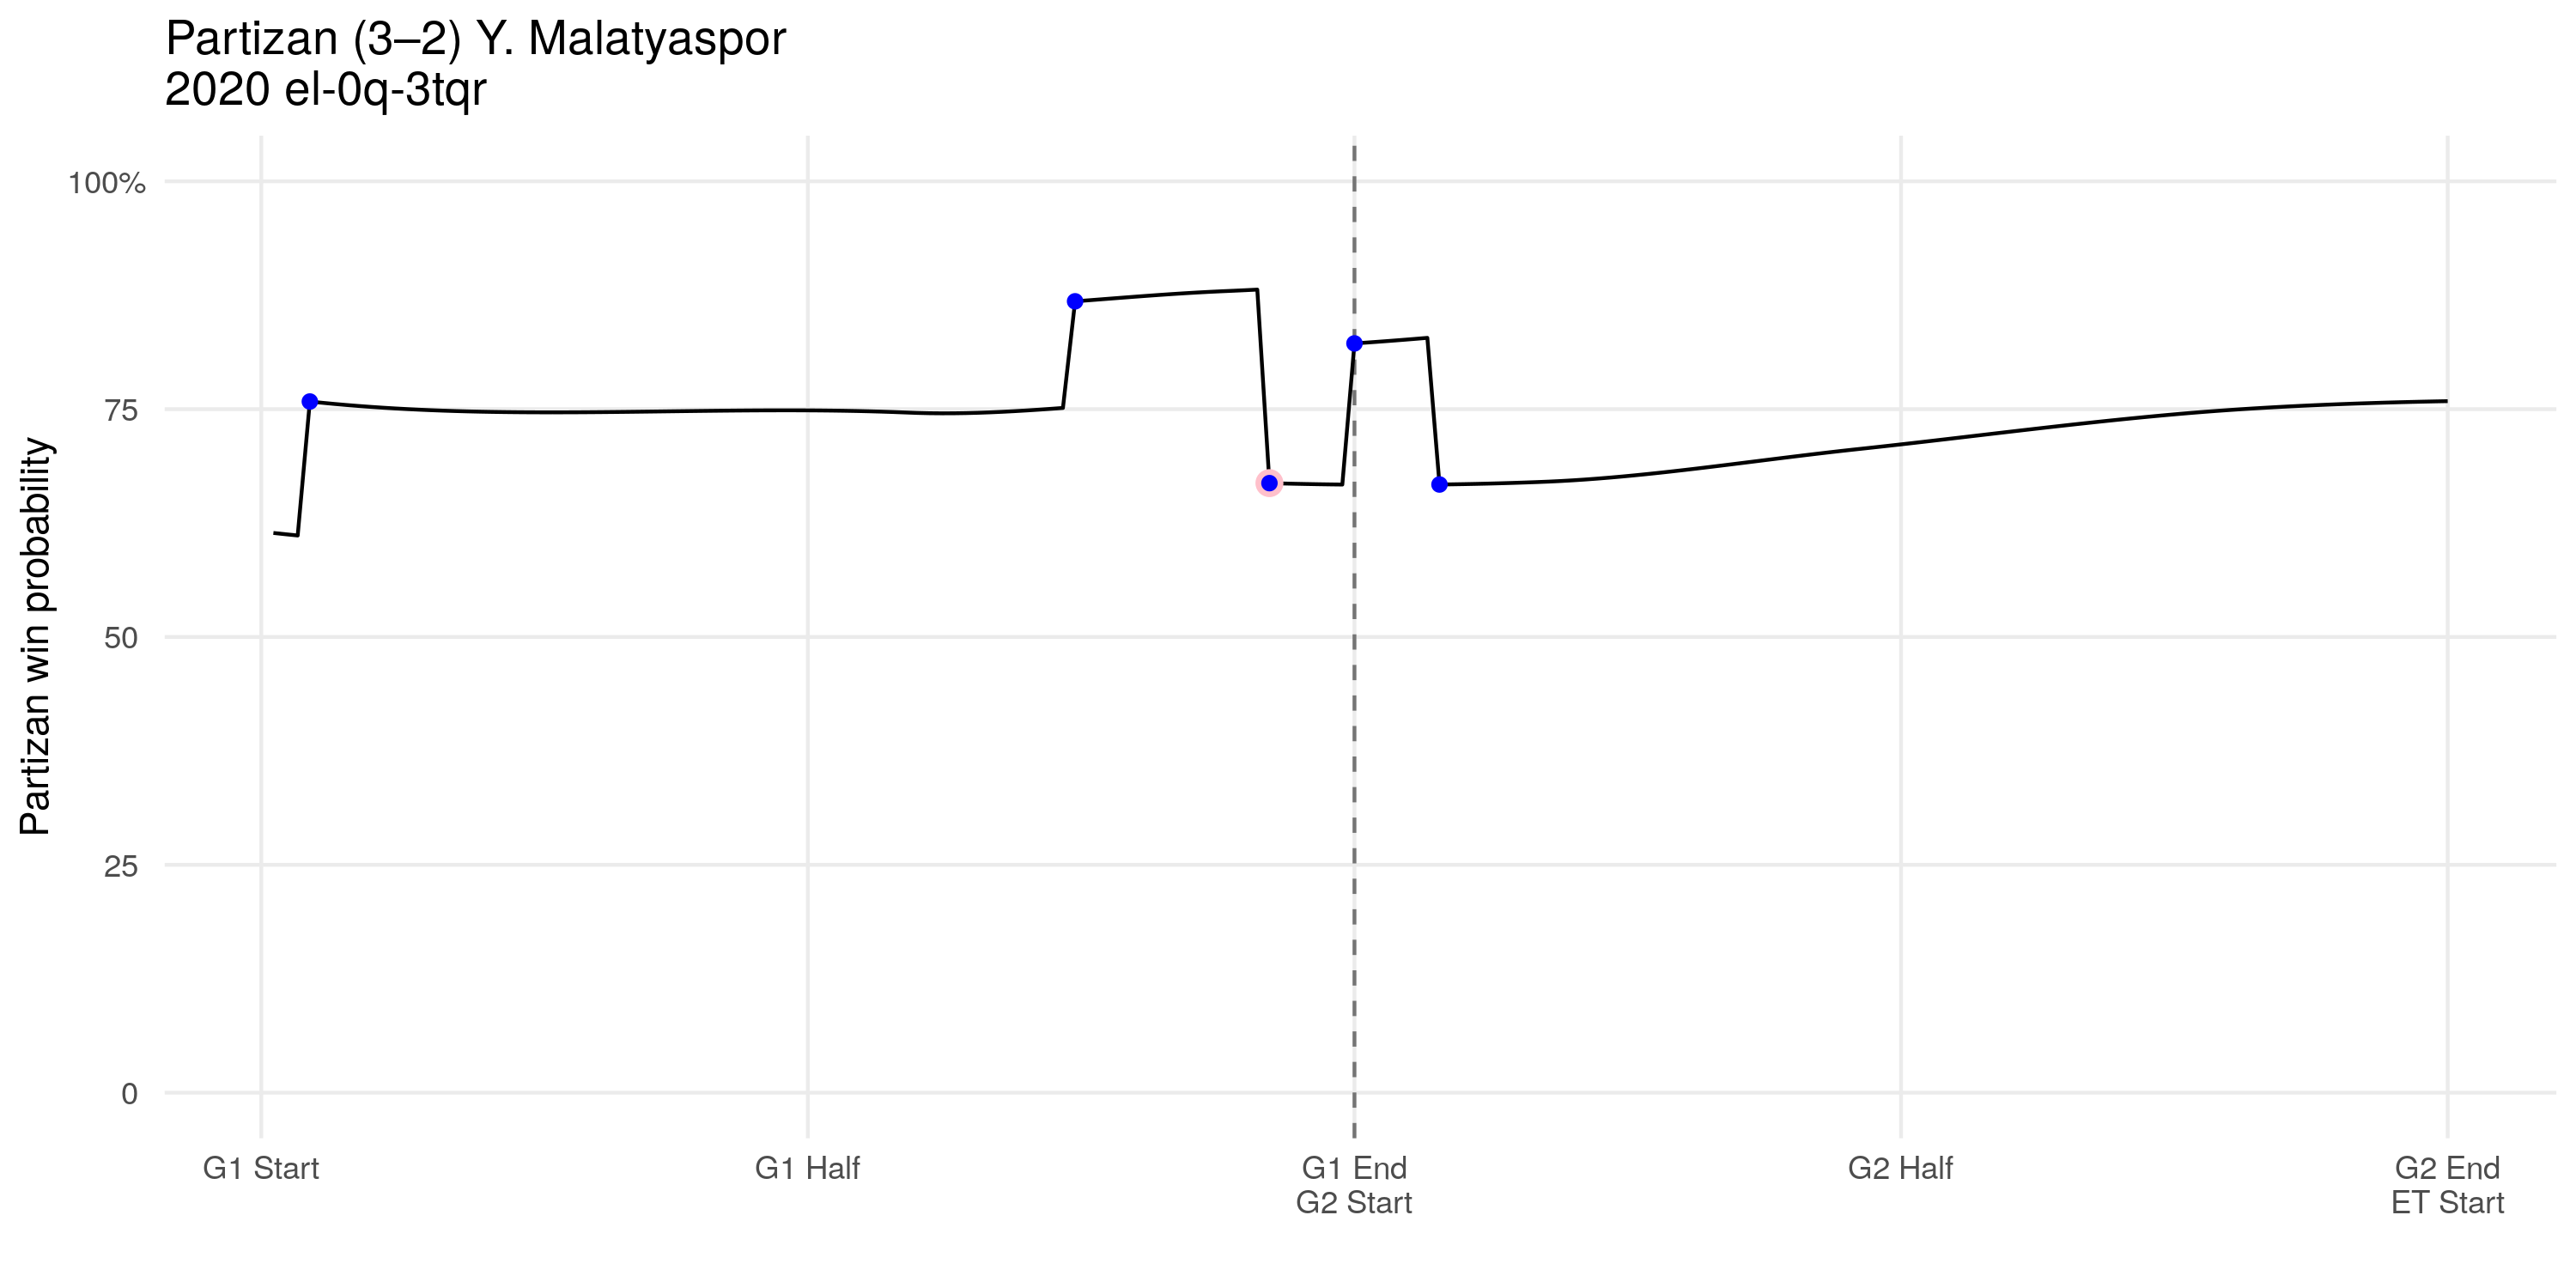 Partizan (3–2) Y. Malatyaspor
2020 el-0q-3tqr
Partizan win probability
100%
75
50
25
0
G1 Start
G1 Half
G1 End
G2 Start
G2 Half
G2 End
ET Start